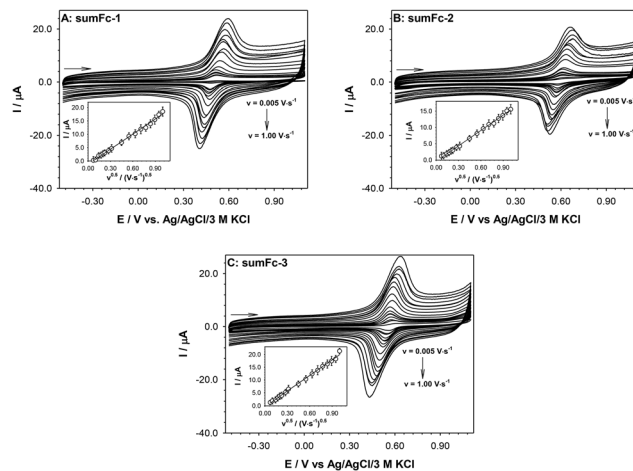 A: sumFc-1
20.0
0.0
-20.0
-40.0
I / μA
ν = 0.005 V·s⁻¹
ν = 1.00 V·s⁻¹
20.0
15.0
10.0
5.0
0.0
I / μA
0.00 0.30 0.60 0.90
ν⁰·⁵ / (V·s⁻¹)⁰·⁵
-0.30 0.00 0.30 0.60 0.90
E / V vs. Ag/AgCl/3 M KCl
B: sumFc-2
20.0
0.0
-20.0
-40.0
I / μA
ν = 0.005 V·s⁻¹
ν = 1.00 V·s⁻¹
15.0
10.0
5.0
0.0
I / μA
0.00 0.30 0.60 0.90
ν⁰·⁵ / (V·s⁻¹)⁰·⁵
-0.30 0.00 0.30 0.60 0.90
E / V vs Ag/AgCl/3 M KCl
C: sumFc-3
20.0
0.0
-20.0
-40.0
I / μA
ν = 0.005 V·s⁻¹
ν = 1.00 V·s⁻¹
20.0
15.0
10.0
5.0
0.0
I / μA
0.00 0.30 0.60 0.90
ν⁰·⁵ / (V·s⁻¹)⁰·⁵
-0.30 0.00 0.30 0.60 0.90
E / V vs Ag/AgCl/3 M KCl